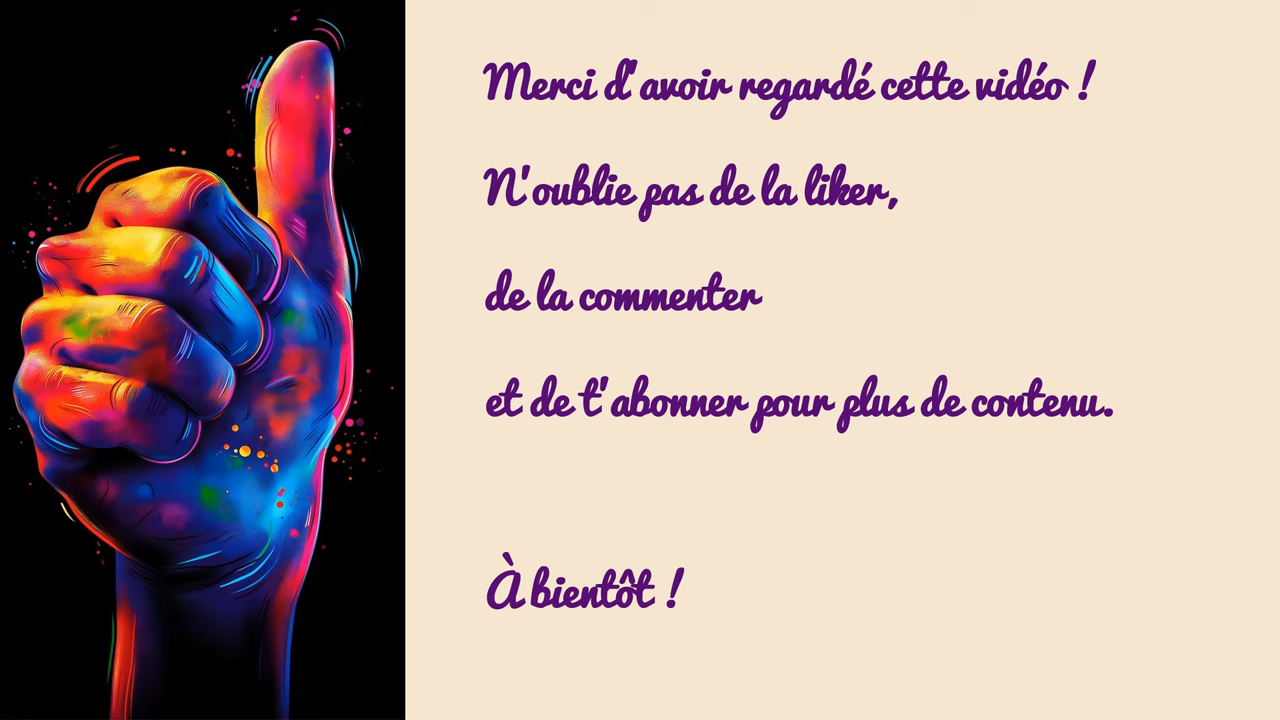 Merci d'avoir regardé cette vidéo !
N'oublie pas de la liker,
de la commenter
et de t'abonner pour plus de contenu.
À bientôt !